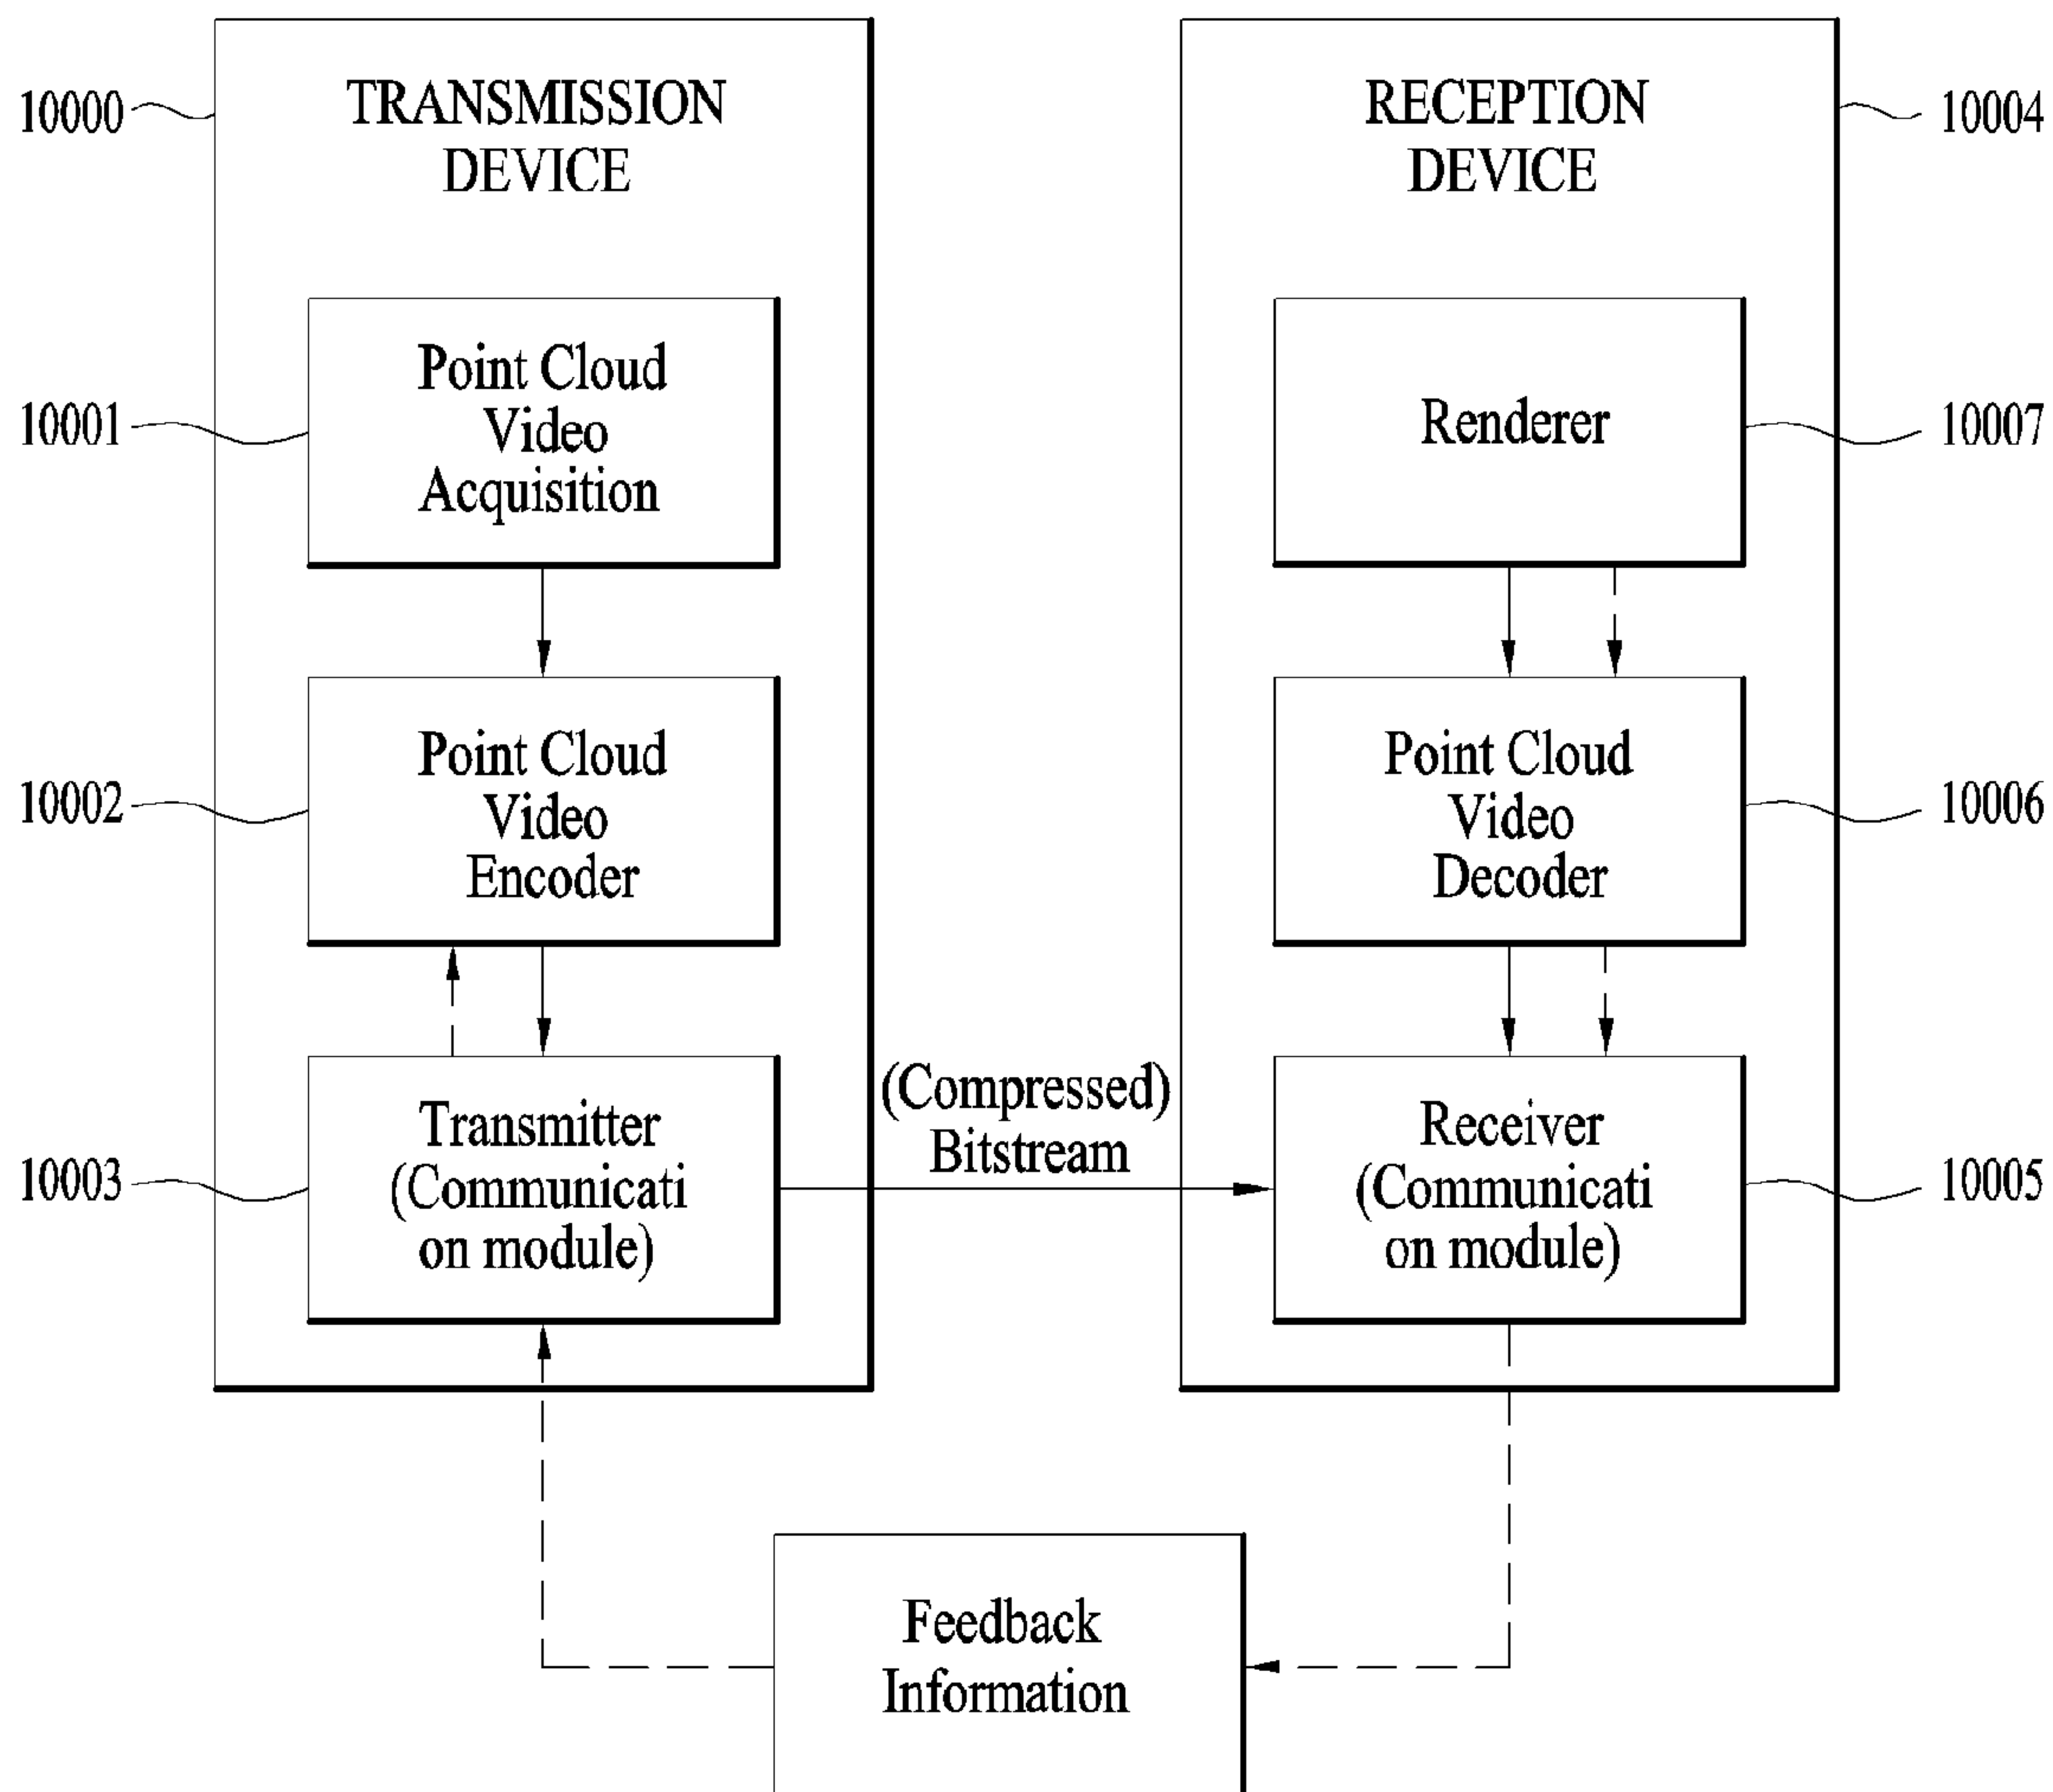 10000
TRANSMISSION
DEVICE
10001
Point Cloud
Video
Acquisition
10002
Point Cloud
Video
Encoder
10003
Transmitter
(Communicati
on module)
(Compressed)
Bitstream
RECEPTION
DEVICE
10004
Renderer
10007
Point Cloud
Video
Decoder
10006
Receiver
(Communicati
on module)
10005
Feedback
Information